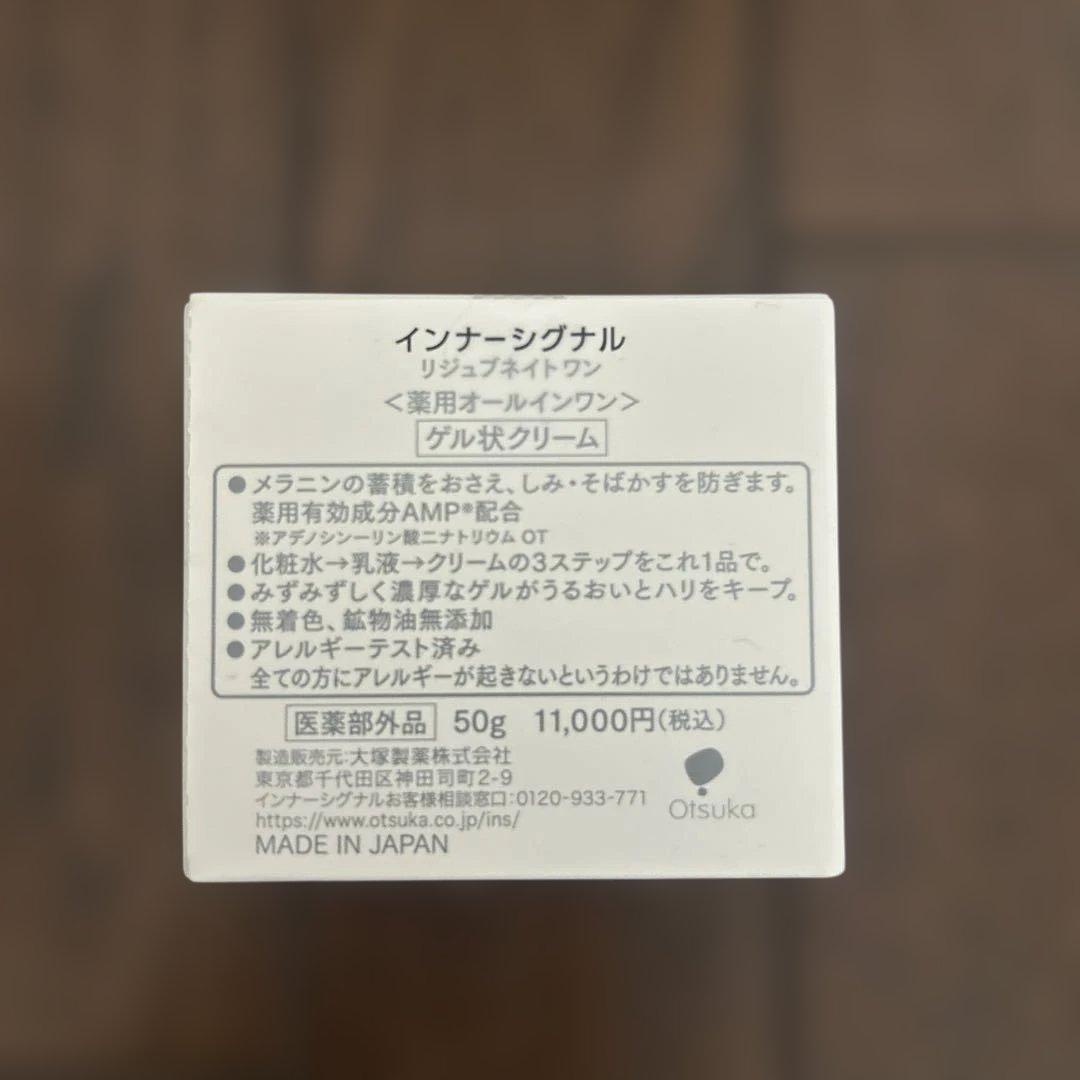 インナーシグナル
リジュブネイトワン
＜薬用オールインワン＞
ゲル状クリーム
●メラニンの蓄積をおさえ、しみ・そばかすを防ぎます。
薬用有効成分AMP※配合
※アデノシン一リン酸二ナトリウム OT
●化粧水→乳液→クリームの3ステップをこれ1品で。
●みずみずしく濃厚なゲルがうるおいとハリをキープ。
●無着色、鉱物油無添加
●アレルギーテスト済み
全ての方にアレルギーが起きないというわけではありません。
医薬部外品 50g 11,000円(税込)
製造販売元:大塚製薬株式会社
東京都千代田区神田司町2-9
インナーシグナルお客様相談窓口:0120-933-771
https://www.otsuka.co.jp/ins/
MADE IN JAPAN
Otsuka